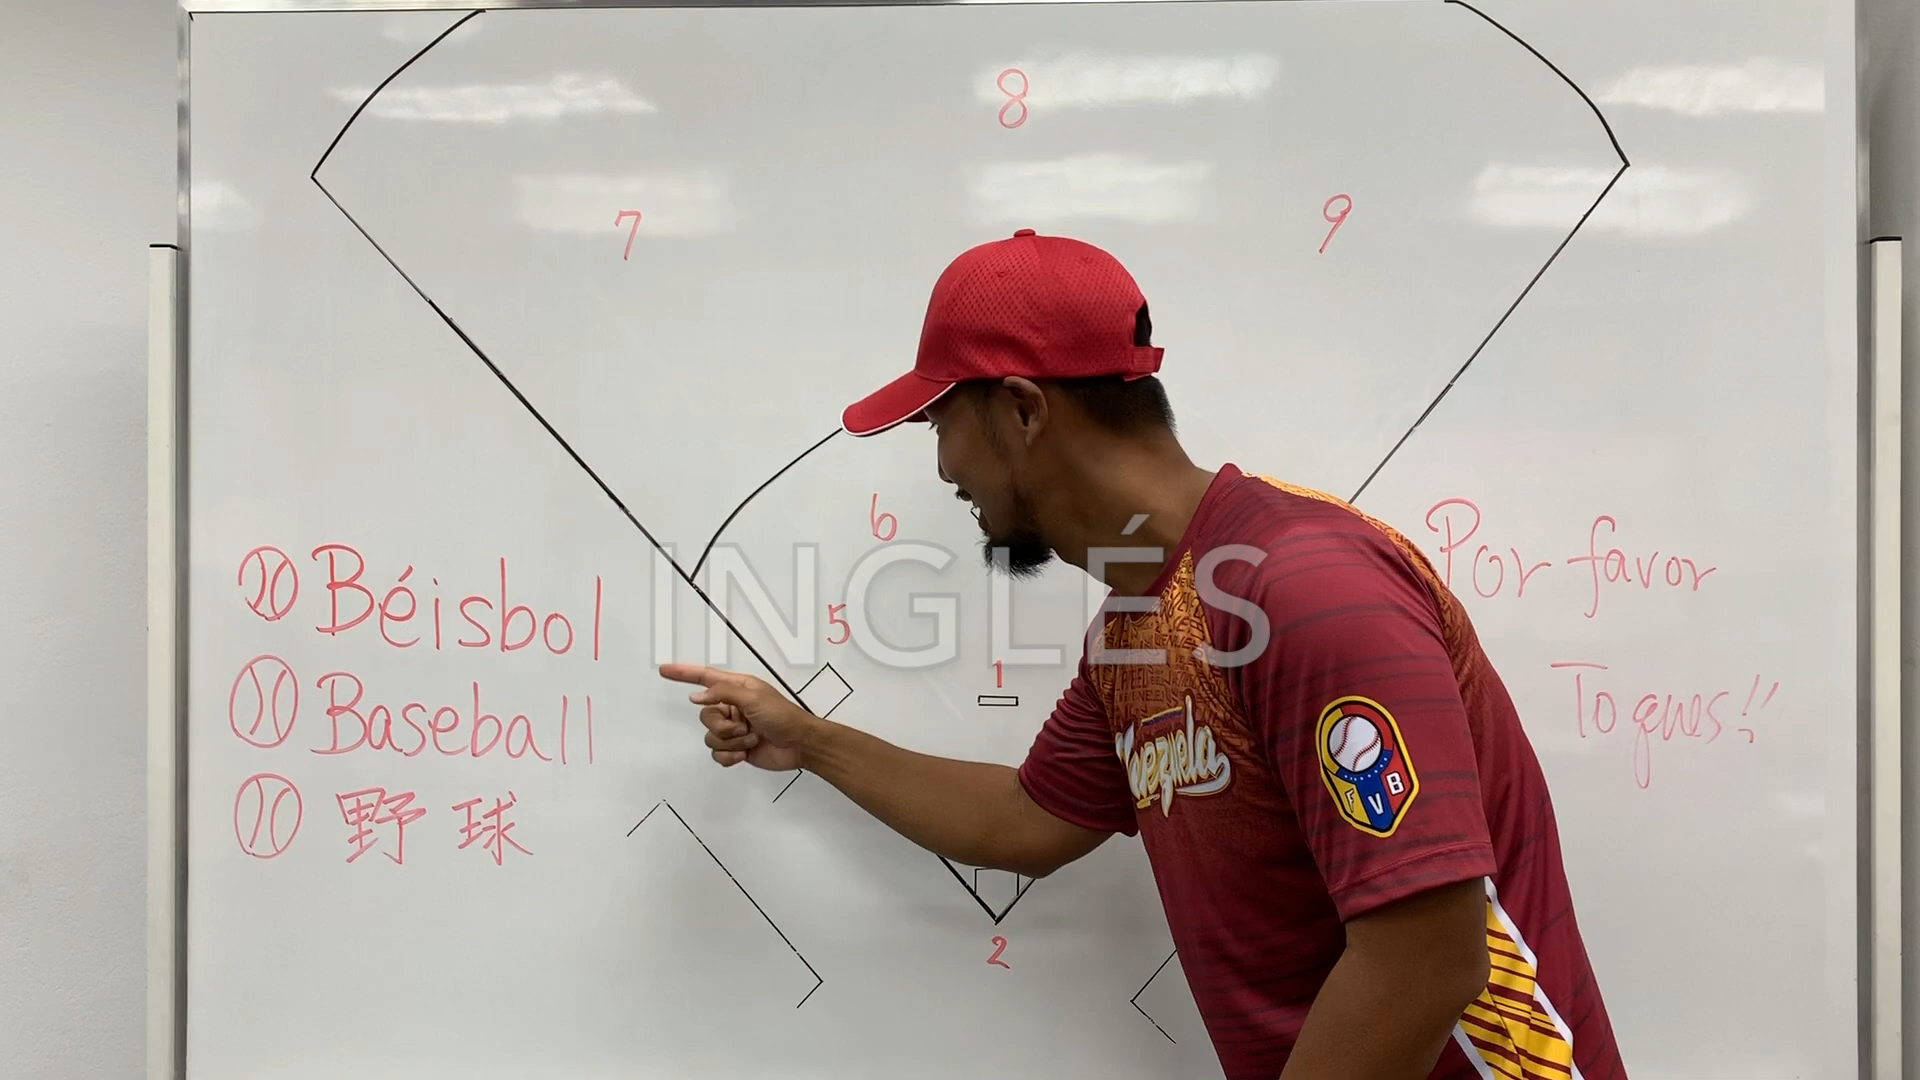 8
7
9
6
5
1
2
Béisbol
Baseball
野球
INGLÉS
Por favor
Toques!!
Venezuela
FVB